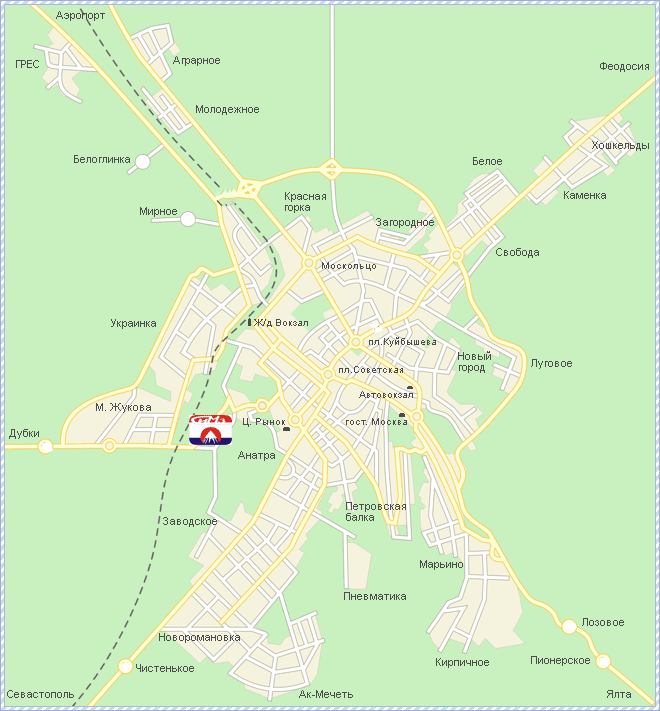 Аэропорт
ГРЕС
Аграрное
Феодосия
Молодежное
Хошкельды
Белоглинка
Белое
Каменка
Красная
горка
Мирное
Загородное
Свобода
Москольцо
Украинка
Ж/д Вокзал
пл.Куйбышева
Новый
город
Луговое
пл.Советская
Автовокзал
М. Жукова
Ц. Рынок
гост. Москва
Дубки
Анатра
Петровская
балка
Заводское
Марьино
Пневматика
Лозовое
Новоромановка
Чистенькое
Кирпичное
Пионерское
Севастополь
Ак-Мечеть
Ялта